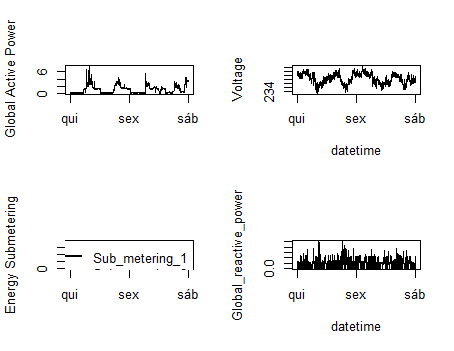 Global Active Power
6
0
qui
sex
sáb
Voltage
234
qui
sex
sáb
datetime
Energy Submetering
0
Sub_metering_1
qui
sex
sáb
Global_reactive_power
0.0
qui
sex
sáb
datetime